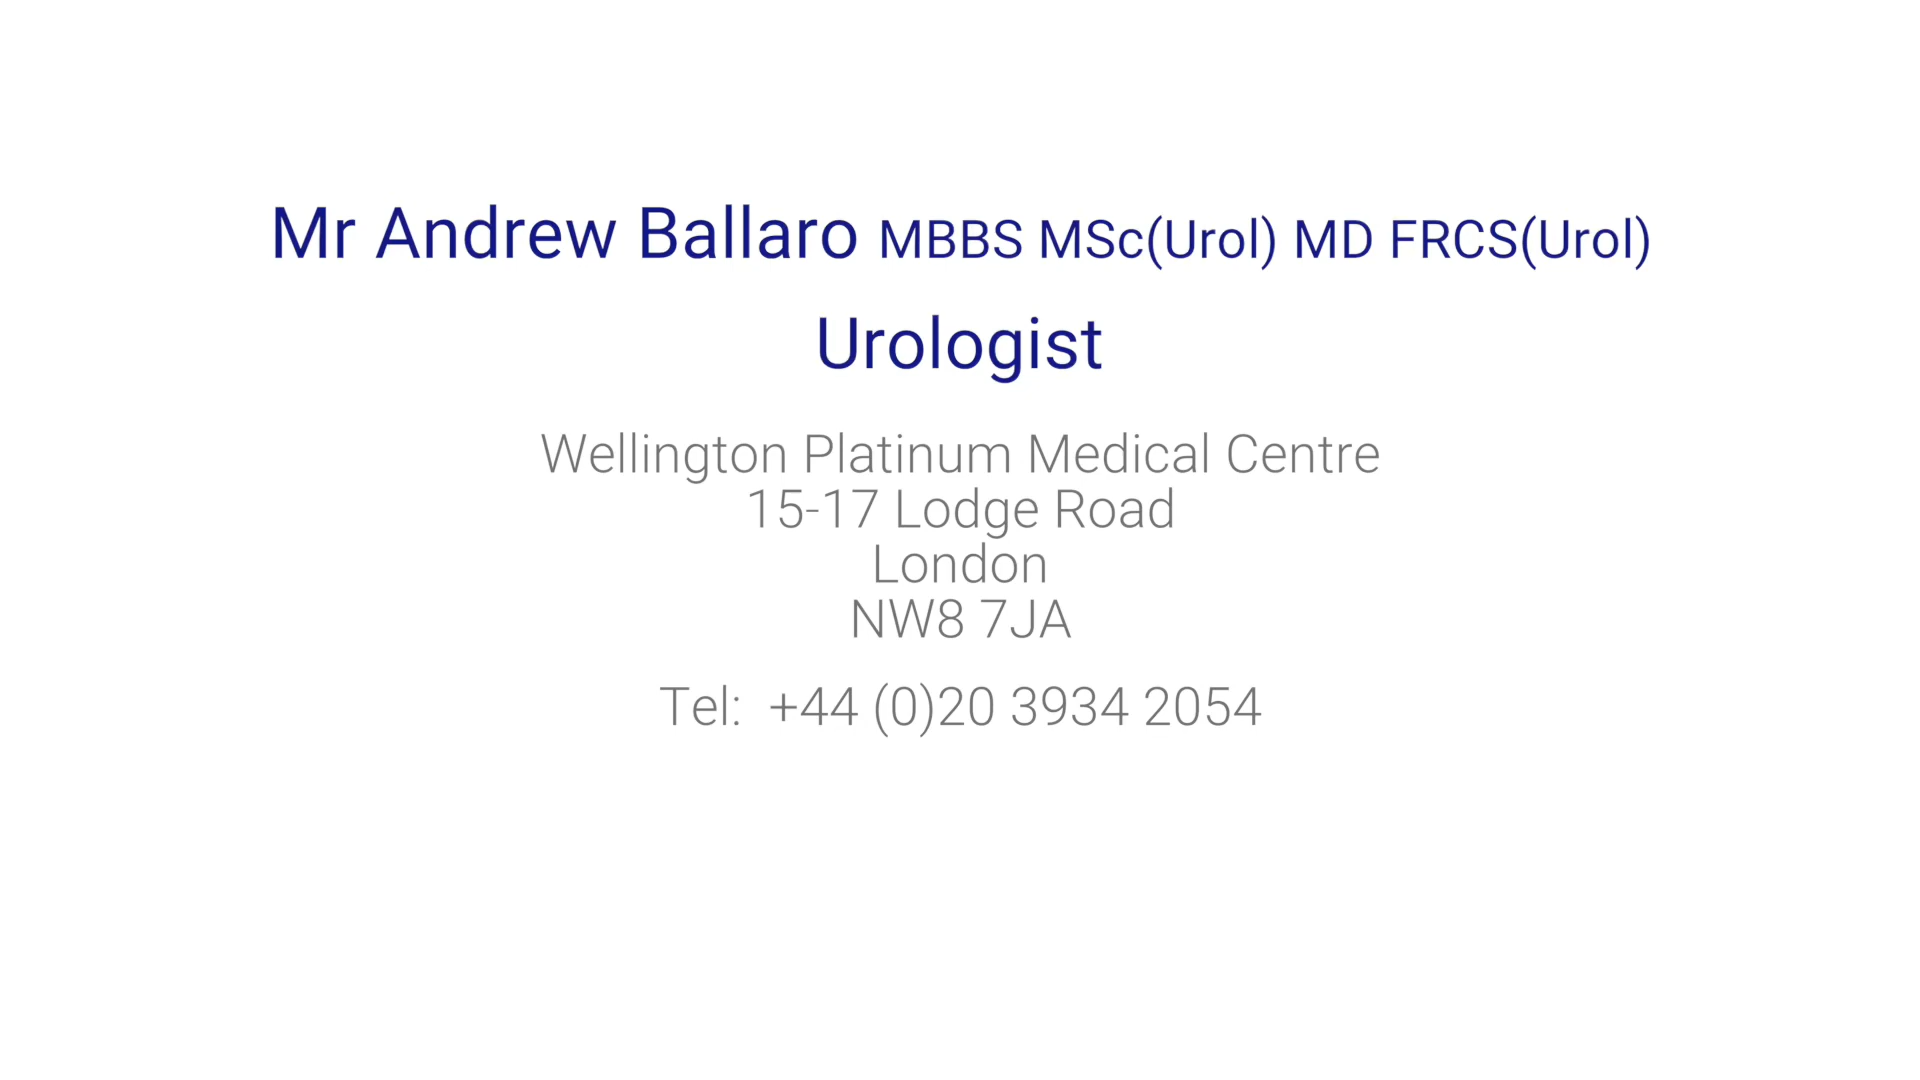 Mr Andrew Ballaro MBBS MSc(Urol) MD FRCS(Urol)
Urologist
Wellington Platinum Medical Centre
15-17 Lodge Road
London
NW8 7JA
Tel:  +44 (0)20 3934 2054